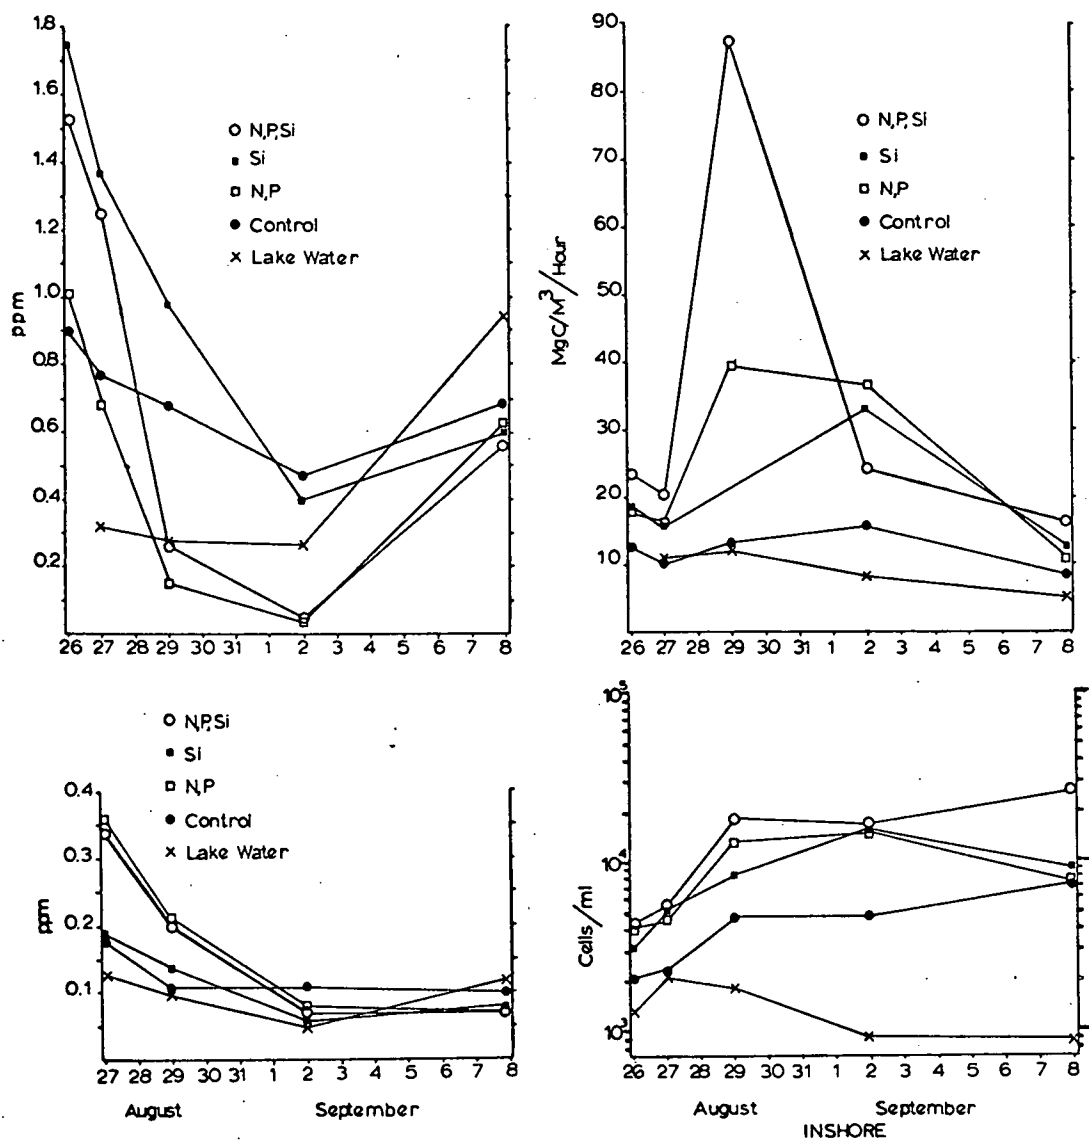 1.8
1.6
1.4
1.2
1.0
0.8
0.6
0.4
0.2
ppm
N,P,Si
Si
N,P
Control
Lake Water
26 27 28 29 30 31 1 2 3 4 5 6 7 8
90
80
70
60
50
40
30
20
10
MgC/M³/Hour
N,P,Si
Si
N,P
Control
Lake Water
26 27 28 29 30 31 1 2 3 4 5 6 7 8
0.4
0.3
0.2
0.1
ppm
N,P,Si
Si
N,P
Control
Lake Water
27 28 29 30 31 1 2 3 4 5 6 7 8
August September
10⁵
10⁴
10³
Cells/ml
26 27 28 29 30 31 1 2 3 4 5 6 7 8
August September
INSHORE